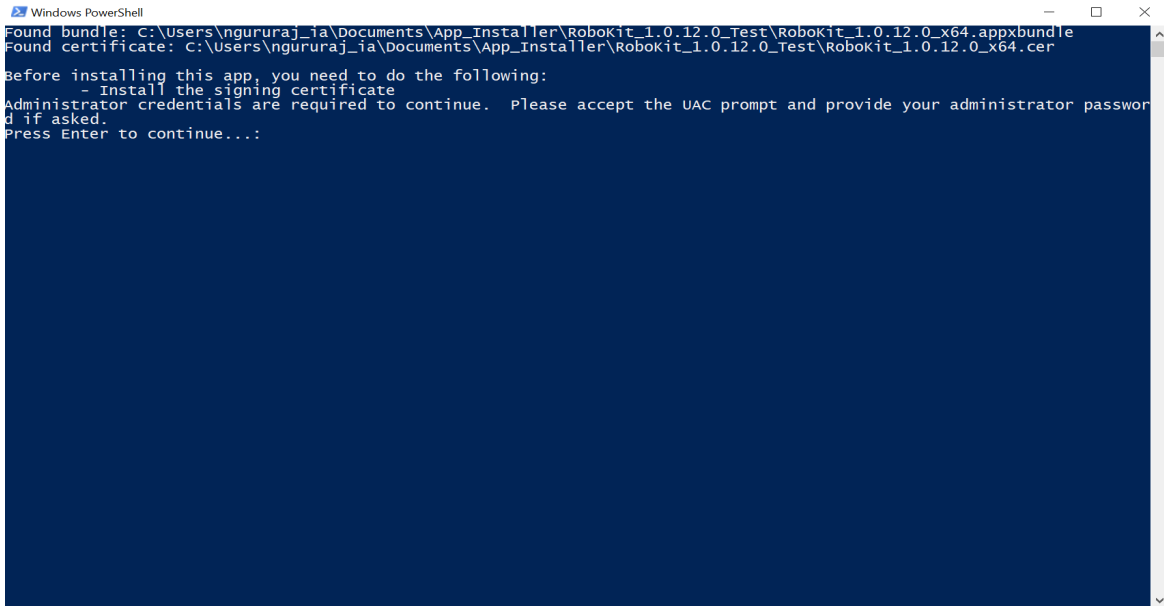 Windows PowerShell
Found bundle: C:\Users\ngururaj_ia\Documents\App_Installer\RoboKit_1.0.12.0_Test\RoboKit_1.0.12.0_x64.appxbundle
Found certificate: C:\Users\ngururaj_ia\Documents\App_Installer\RoboKit_1.0.12.0_Test\RoboKit_1.0.12.0_x64.cer
Before installing this app, you need to do the following:
- Install the signing certificate
Administrator credentials are required to continue.  Please accept the UAC prompt and provide your administrator passwor
d if asked.
Press Enter to continue...: